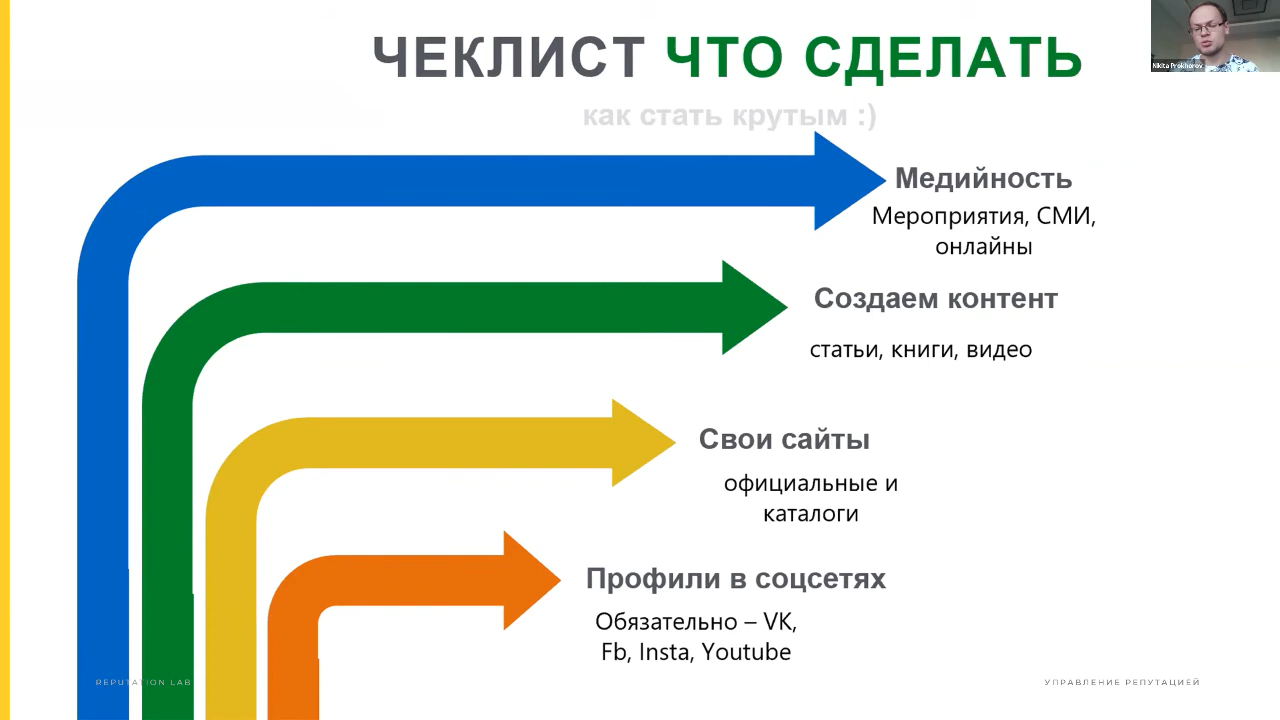 ЧЕКЛИСТ ЧТО СДЕЛАТЬ
как стать крутым :)
Nikita Prokhorov
Медийность
Мероприятия, СМИ,
онлайны
Создаем контент
статьи, книги, видео
Свои сайты
официальные и
каталоги
Профили в соцсетях
Обязательно – VK,
Fb, Insta, Youtube
REPUTATION LAB
УПРАВЛЕНИЕ РЕПУТАЦИЕЙ